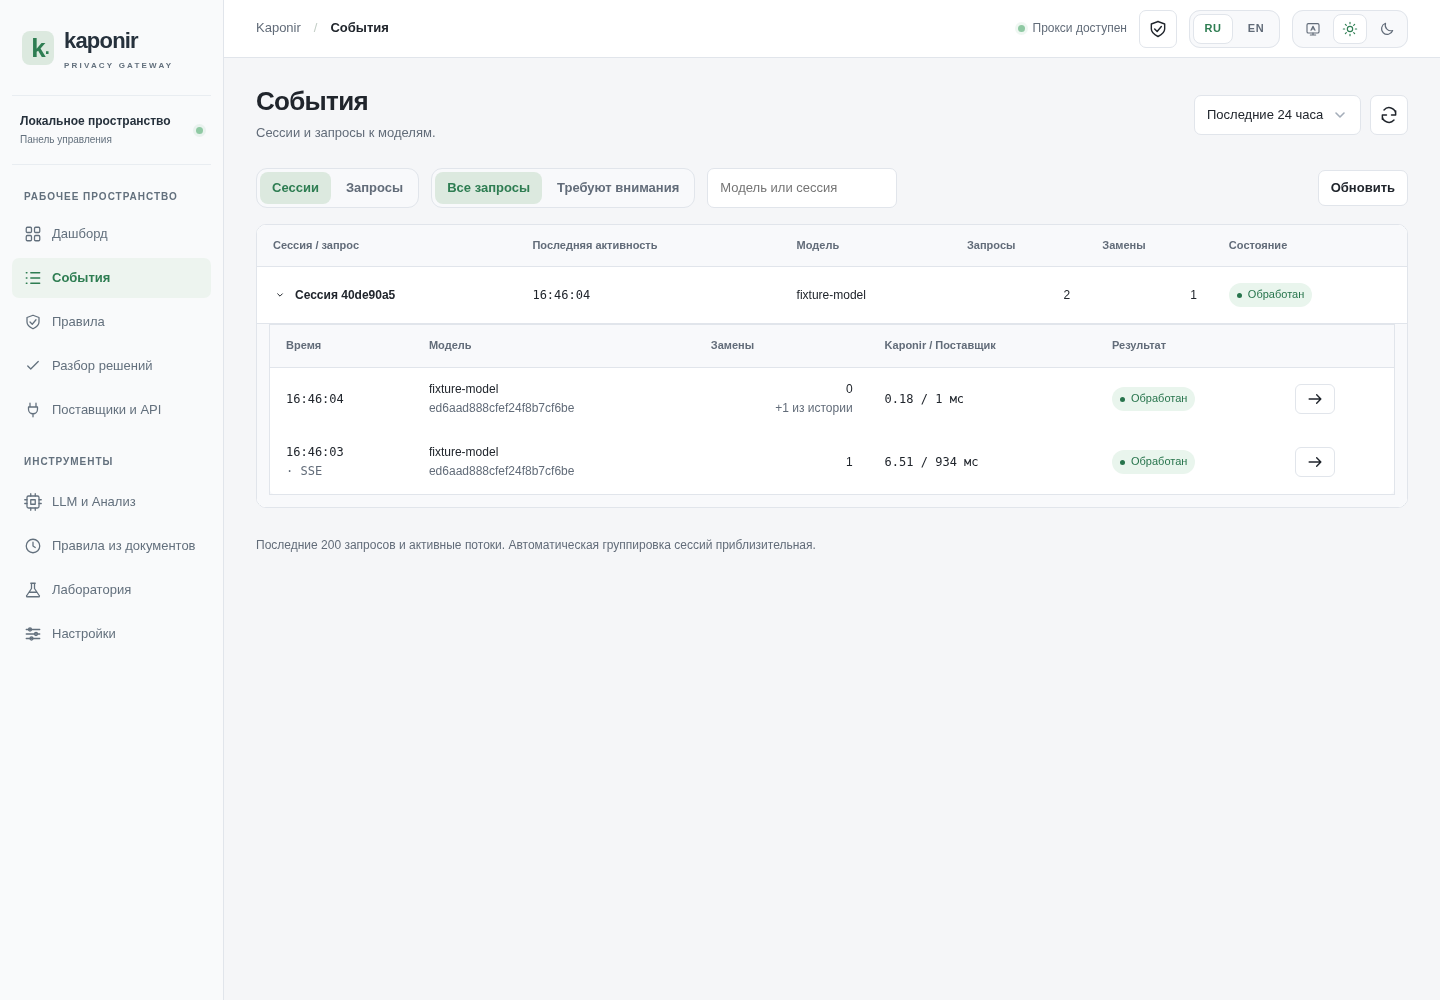 k.
kaponir
PRIVACY GATEWAY
Локальное пространство
Панель управления
РАБОЧЕЕ ПРОСТРАНСТВО
Дашборд
События
Правила
Разбор решений
Поставщики и API
ИНСТРУМЕНТЫ
LLM и Анализ
Правила из документов
Лаборатория
Настройки
Kaponir / События
Прокси доступен
RU EN
События
Сессии и запросы к моделям.
Последние 24 часа
Сессии Запросы Все запросы Требуют внимания Модель или сессия Обновить
Сессия / запрос Последняя активность Модель Запросы Замены Состояние
Сессия 40de90a5 16:46:04 fixture-model 2 1 Обработан
Время Модель Замены Kaponir / Поставщик Результат
16:46:04 fixture-model 0 0.18 / 1 мс Обработан
ed6aad888cfef24f8b7cf6be +1 из истории
16:46:03 fixture-model 1 6.51 / 934 мс Обработан
· SSE ed6aad888cfef24f8b7cf6be
Последние 200 запросов и активные потоки. Автоматическая группировка сессий приблизительная.